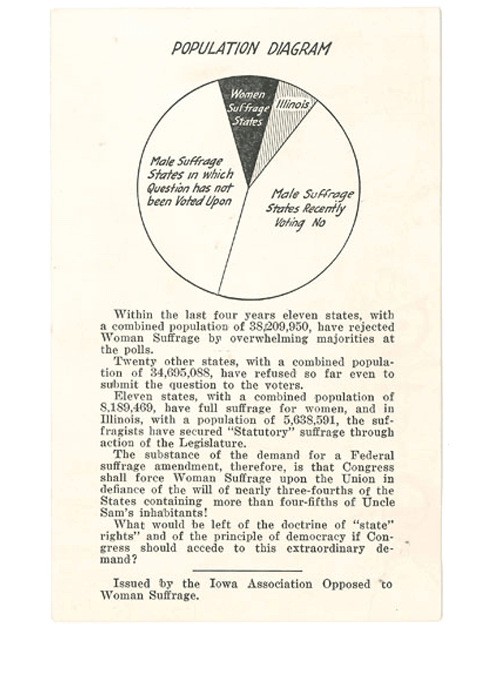 POPULATION DIAGRAM
Women
Suffrage
States
Illinois
Male Suffrage
States in which
Question has not
been Voted Upon
Male Suffrage
States Recently
Voting No
Within the last four years eleven states, with
a combined population of 38,209,950, have rejected
Woman Suffrage by overwhelming majorities at
the polls.
Twenty other states, with a combined popula-
tion of 34,695,088, have refused so far even to
submit the question to the voters.
Eleven states, with a combined population of
8,189,469, have full suffrage for women, and in
Illinois, with a population of 5,638,591, the suf-
fragists have secured "Statutory" suffrage through
action of the Legislature.
The substance of the demand for a Federal
suffrage amendment, therefore, is that Congress
shall force Woman Suffrage upon the Union in
defiance of the will of nearly three-fourths of the
States containing more than four-fifths of Uncle
Sam's inhabitants!
What would be left of the doctrine of "state"
rights" and of the principle of democracy if Con-
gress should accede to this extraordinary de-
mand?
Issued by the Iowa Association Opposed to
Woman Suffrage.